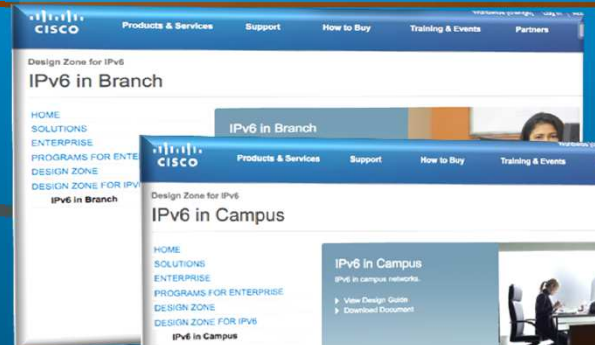 CISCO
Products & Services Support How to Buy Training & Events Partners
Design Zone for IPv6
IPv6 in Branch
HOME
SOLUTIONS
ENTERPRISE
PROGRAMS FOR ENTE
DESIGN ZONE
DESIGN ZONE FOR IPV
IPv6 in Branch
IPv6 in Branch
CISCO
Products & Services Support How to Buy Training & Events
Design Zone for IPv6
IPv6 in Campus
HOME
SOLUTIONS
ENTERPRISE
PROGRAMS FOR ENTERPRISE
DESIGN ZONE
DESIGN ZONE FOR IPV6
IPv6 in Campus
IPv6 in Campus
IPv6 in campus networks.
View Design Guide
Download Document